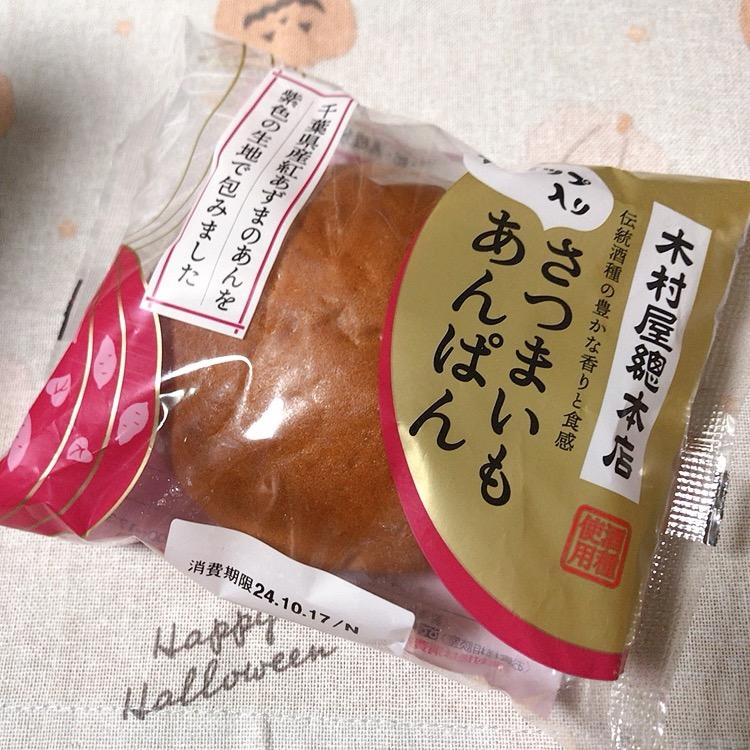 木村屋總本店
伝統酒種の豊かな香りと食感
入り
さつまいも
あんぱん
酒種
使用
千葉県産紅あずまのあんを
紫色の生地で包みました
消費期限24.10.17/N
Happy
Halloween